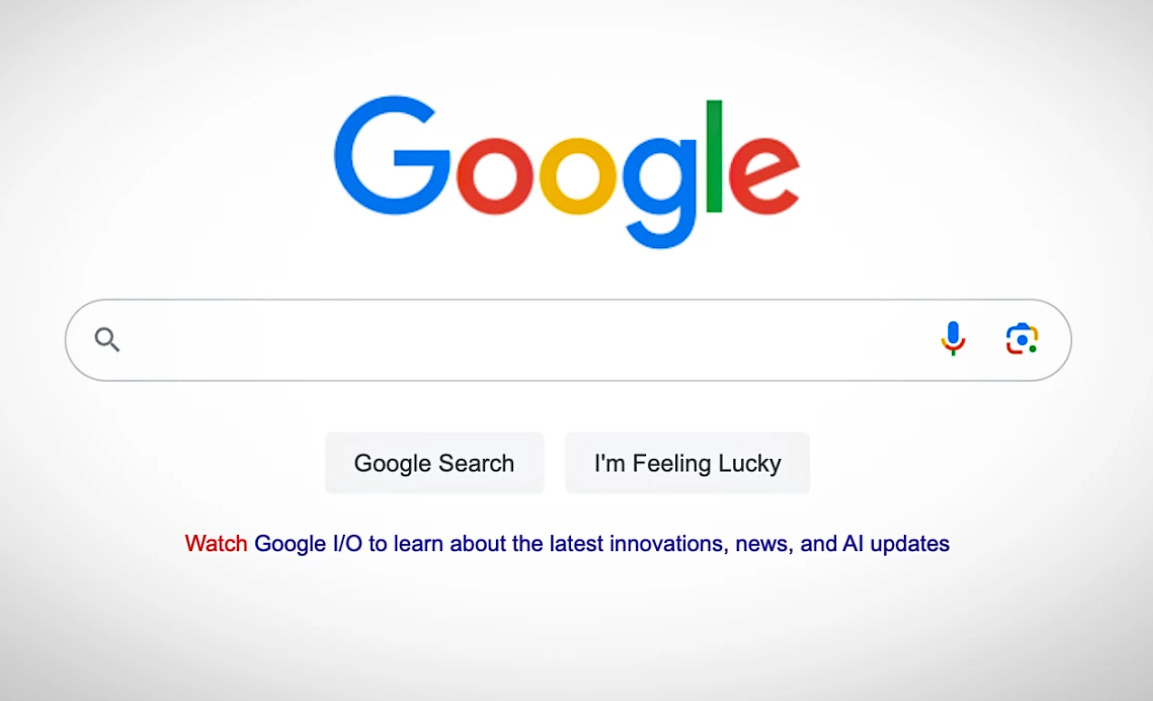 Google
Google Search
I'm Feeling Lucky
Watch Google I/O to learn about the latest innovations, news, and AI updates